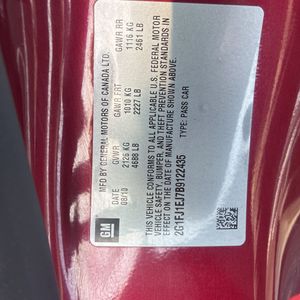 GM
MFD BY GENERAL MOTORS OF CANADA LTD.
DATE 08/10
GVWR
2126 KG
4688 LB
GAWR FRT
1010 KG
2227 LB
GAWR RR
1116 KG
2461 LB
THIS VEHICLE CONFORMS TO ALL APPLICABLE U.S. FEDERAL MOTOR
VEHICLE SAFETY, BUMPER, AND THEFT PREVENTION STANDARDS IN
EFFECT ON THE DATE OF MANUFACTURE SHOWN ABOVE.
2G1FJ1EJ7B9122435
TYPE: PASS CAR